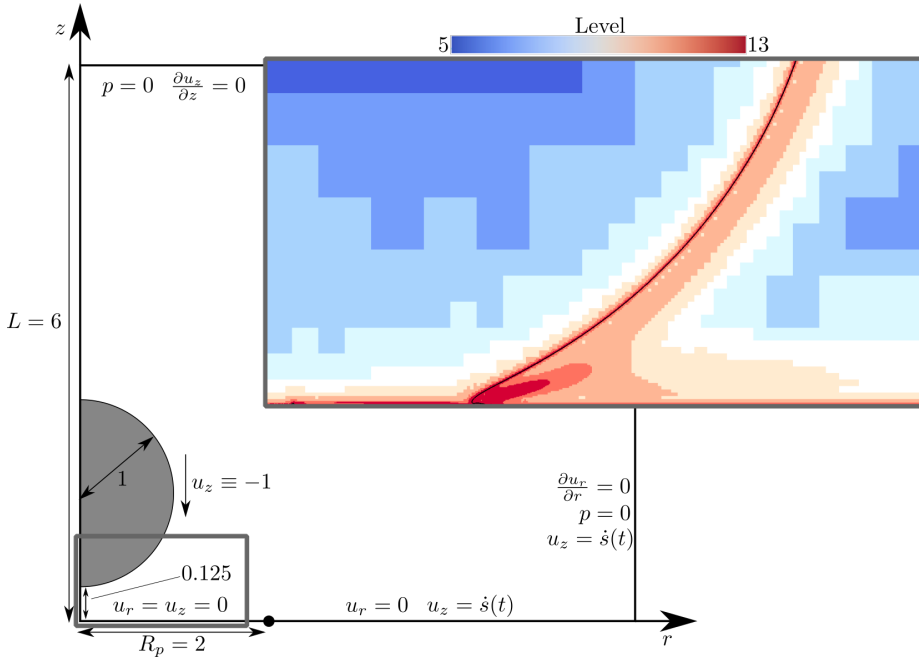 z
Level
5 13
p = 0 ∂u_z/∂z = 0
L = 6
1
u_z ≡ −1
∂u_r/∂r = 0
p = 0
u_z = ṡ(t)
0.125
u_r = u_z = 0
u_r = 0 u_z = ṡ(t)
R_p = 2
r